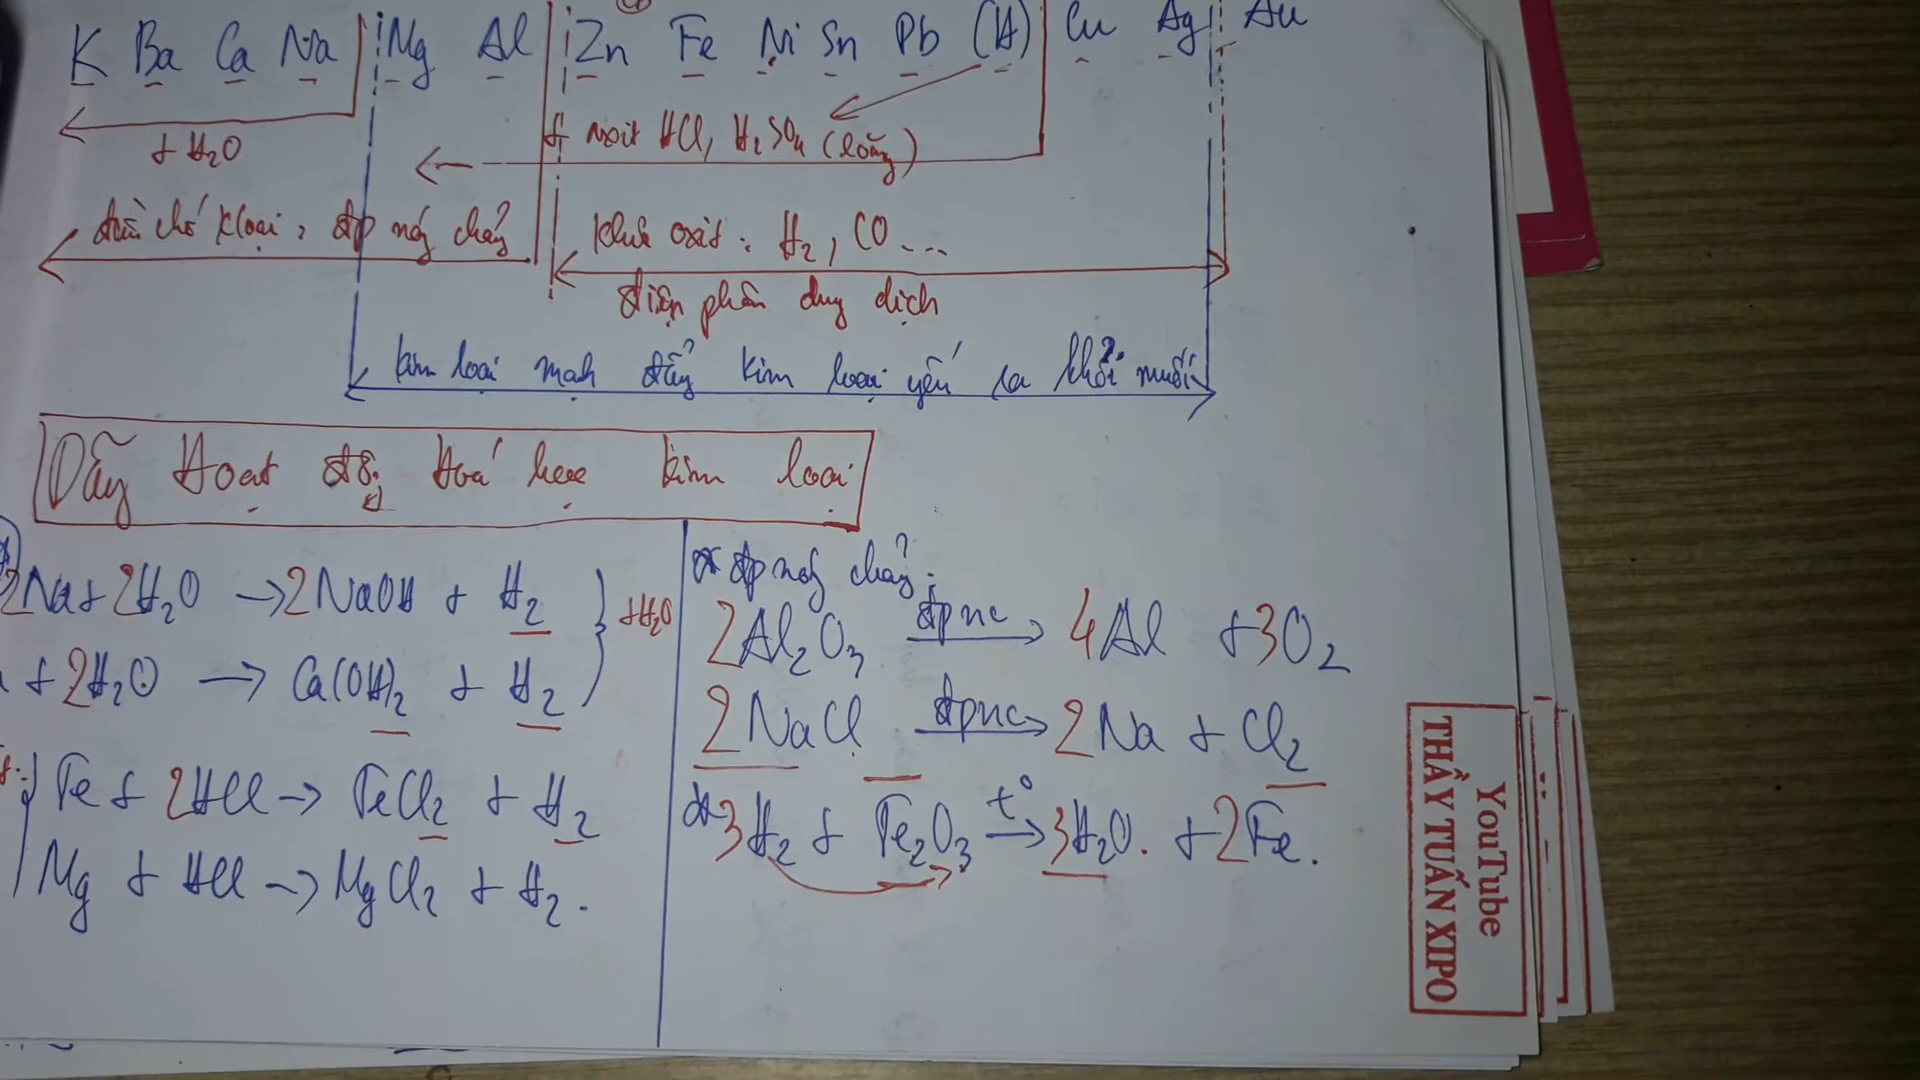 K Ba Ca Na Mg Al Zn Fe Ni Sn Pb (H) Cu Ag Au
+ H₂O
+ axit HCl, H₂SO₄ (loãng)
điều chế kloại: đp nóng chảy
khử oxit: H₂, CO ...
điện phân dung dịch
kim loại mạnh đẩy kim loại yếu ra khỏi muối
Dãy Hoạt độ Hoá học kim loại
2Na + 2H₂O → 2NaOH + H₂
+ H₂O
+ 2H₂O → Ca(OH)₂ + H₂
Fe + 2HCl → FeCl₂ + H₂
Mg + HCl → MgCl₂ + H₂.
* đp nóng chảy:
2Al₂O₃ đpnc→ 4Al + 3O₂
2NaCl đpnc→ 2Na + Cl₂
* 3H₂ + Fe₂O₃ t°→ 3H₂O. + 2Fe.
YouTube
THẦY TUẤN XIPO